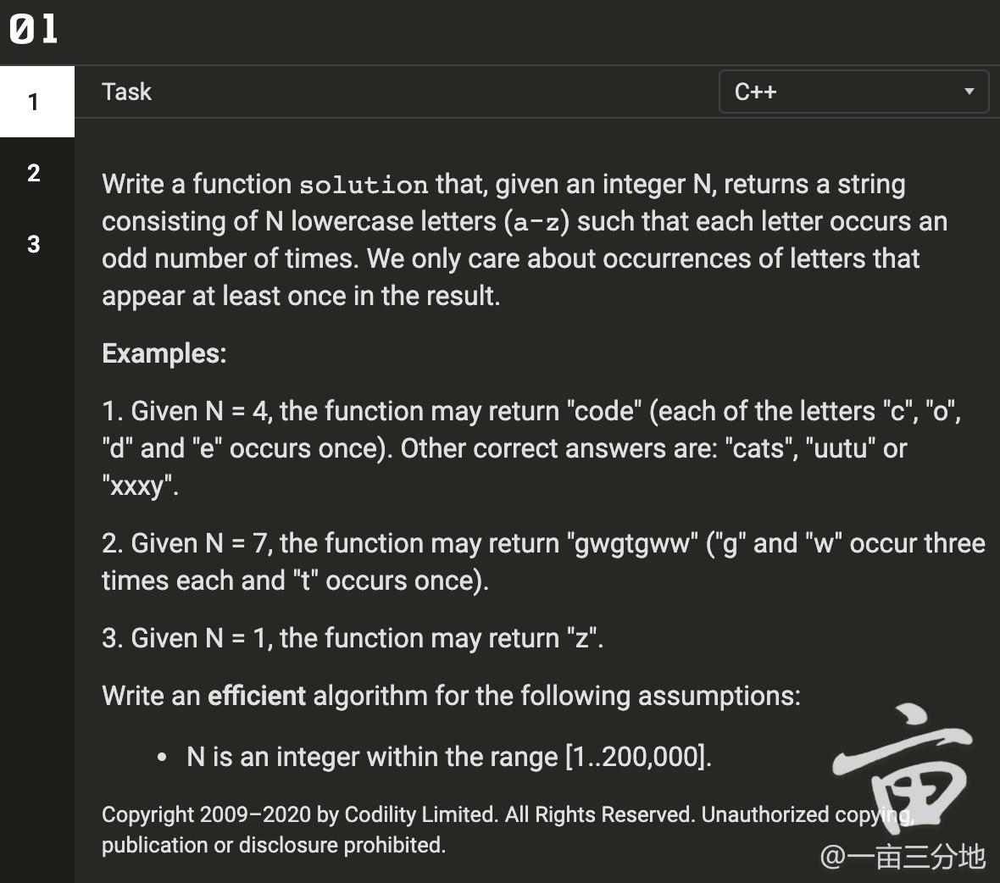 01
1
Task
C++
2
3
Write a function solution that, given an integer N, returns a string
consisting of N lowercase letters (a-z) such that each letter occurs an
odd number of times. We only care about occurrences of letters that
appear at least once in the result.
Examples:
1. Given N = 4, the function may return "code" (each of the letters "c", "o",
"d" and "e" occurs once). Other correct answers are: "cats", "uutu" or
"xxxy".
2. Given N = 7, the function may return "gwgtgww" ("g" and "w" occur three
times each and "t" occurs once).
3. Given N = 1, the function may return "z".
Write an efficient algorithm for the following assumptions:
• N is an integer within the range [1..200,000].
Copyright 2009–2020 by Codility Limited. All Rights Reserved. Unauthorized copying,
publication or disclosure prohibited.
亩
@一亩三分地